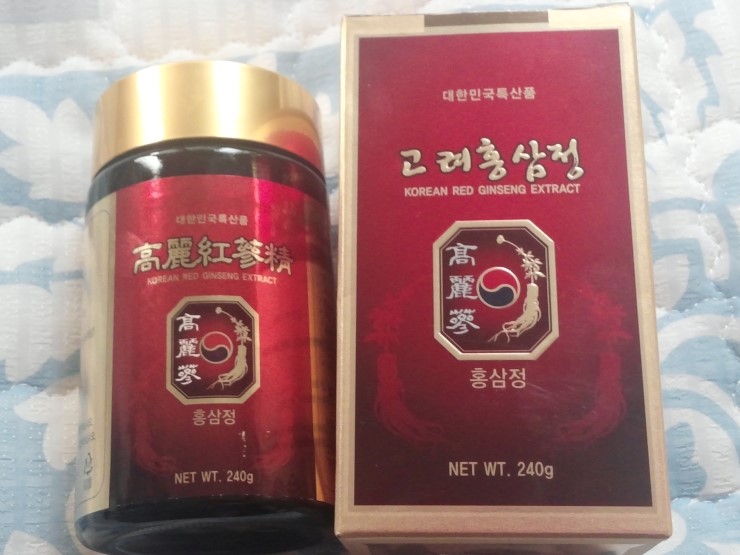 대한민국특산품
高麗紅蔘精
KOREAN RED GINSENG EXTRACT
高麗蔘
홍삼정
NET WT. 240g
대한민국특산품
고려홍삼정
KOREAN RED GINSENG EXTRACT
高麗蔘
홍삼정
NET WT. 240g